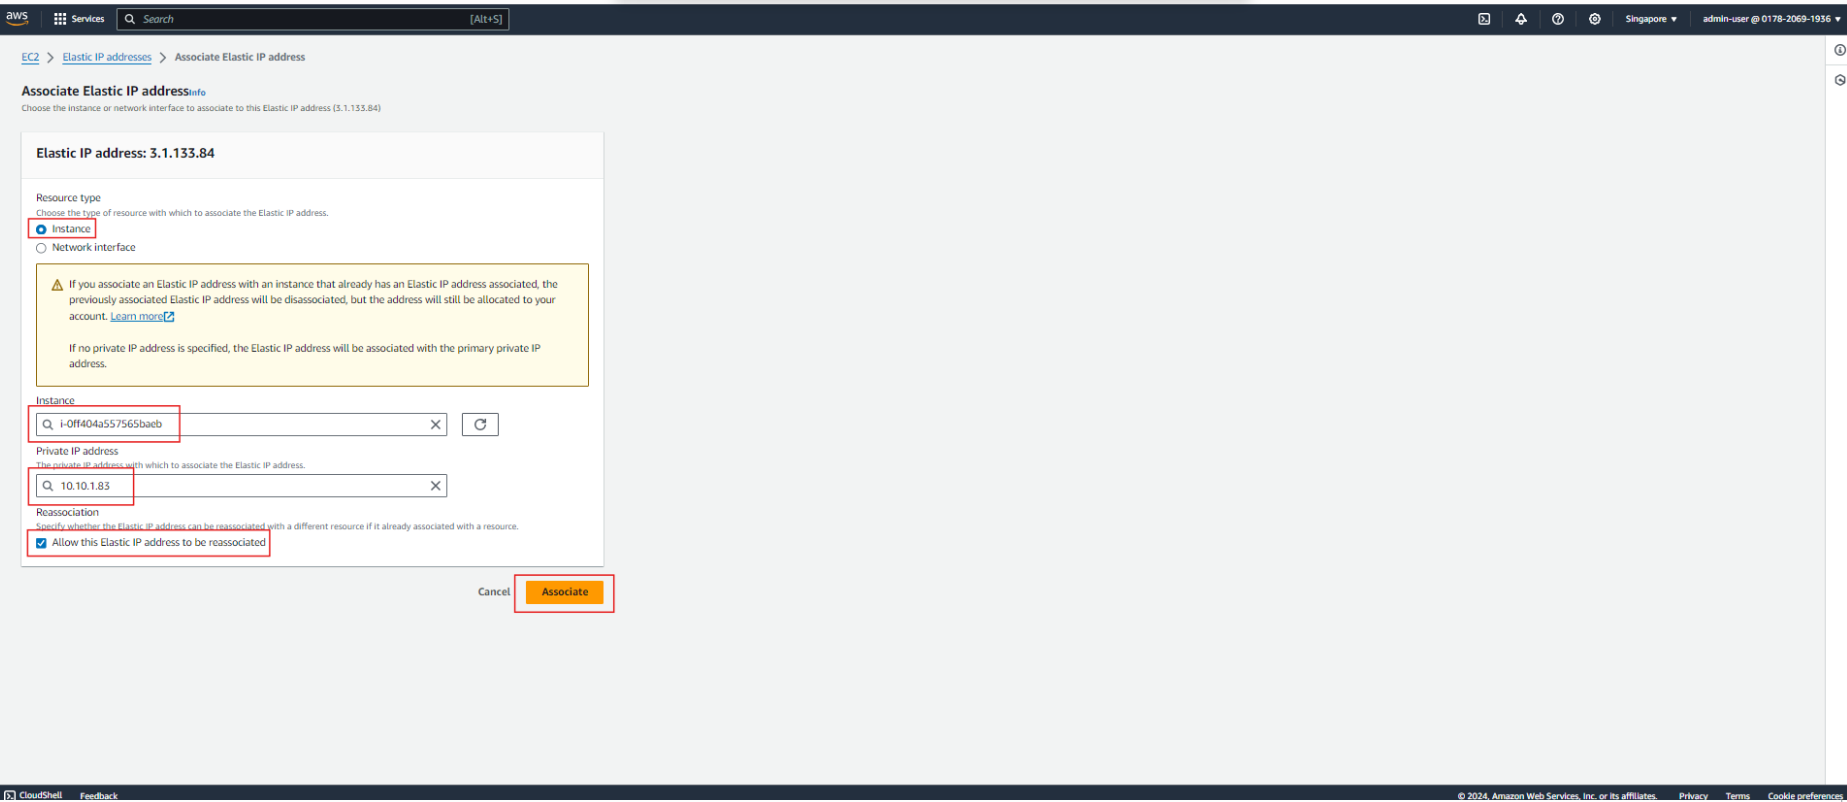 aws
Services
Search
[Alt+S]
Singapore ▼
admin-user @ 0178-2069-1936 ▼
EC2 > Elastic IP addresses > Associate Elastic IP address
Associate Elastic IP address Info
Choose the instance or network interface to associate to this Elastic IP address (3.1.133.84)
Elastic IP address: 3.1.133.84
Resource type
Choose the type of resource with which to associate the Elastic IP address.
Instance
Network interface
If you associate an Elastic IP address with an instance that already has an Elastic IP address associated, the
previously associated Elastic IP address will be disassociated, but the address will still be allocated to your
account. Learn more
If no private IP address is specified, the Elastic IP address will be associated with the primary private IP
address.
Instance
i-0ff404a557565baeb
Private IP address
The private IP address with which to associate the Elastic IP address.
10.10.1.83
Reassociation
Specify whether the Elastic IP address can be reassociated with a different resource if it already associated with a resource.
Allow this Elastic IP address to be reassociated
Cancel
Associate
CloudShell
Feedback
© 2024, Amazon Web Services, Inc. or its affiliates.
Privacy
Terms
Cookie preferences